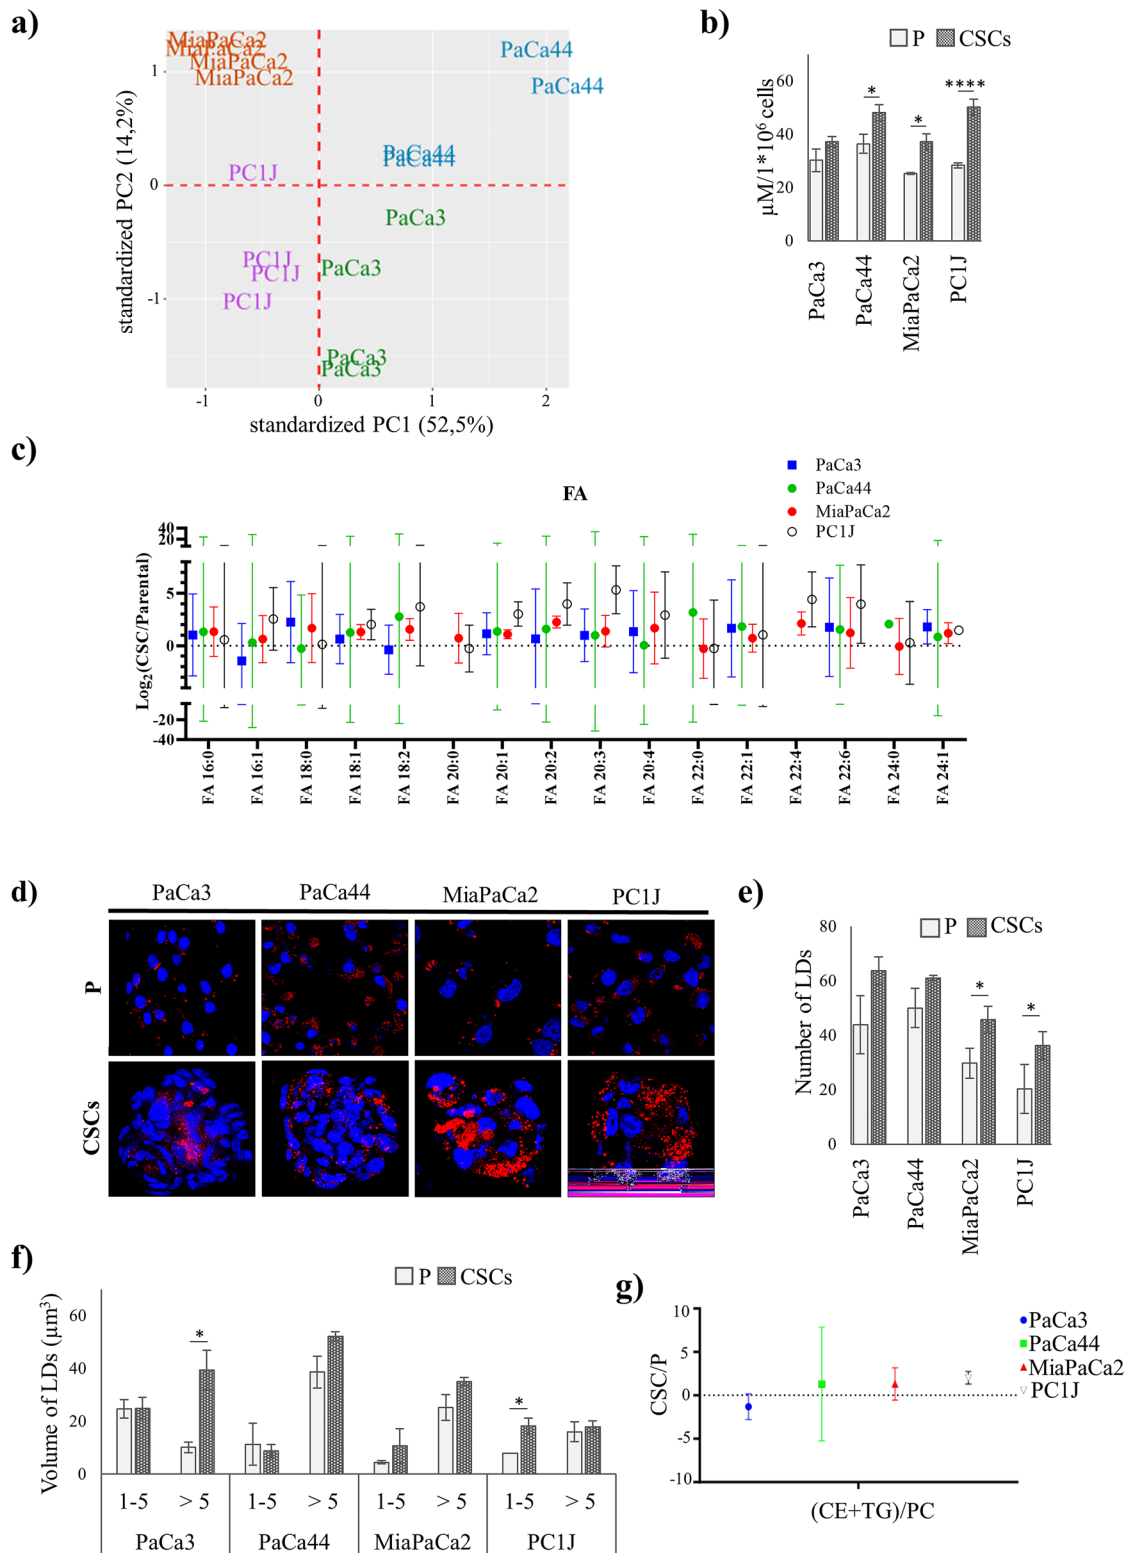 a)
MiaPaCa2
MiaPaCa2
MiaPaCa2
MiaPaCa2
PaCa44
PaCa44
PaCa44
PaCa44
PC1J
PaCa3
PC1J
PC1J
PaCa3
PC1J
PaCa3
PaCa3
1
0
-1
-1
0
1
2
standardized PC2 (14,2%)
standardized PC1 (52,5%)
b)
P CSCs
µM/1*10⁶ cells
60
40
20
0
*
*
****
PaCa3
PaCa44
MiaPaCa2
PC1J
c)
FA
PaCa3
PaCa44
MiaPaCa2
PC1J
Log₂(CSC/Parental)
40
20
5
0
-20
-40
FA 16:0
FA 16:1
FA 18:0
FA 18:1
FA 18:2
FA 20:0
FA 20:1
FA 20:2
FA 20:3
FA 20:4
FA 22:0
FA 22:1
FA 22:4
FA 22:6
FA 24:0
FA 24:1
d)
PaCa3 PaCa44 MiaPaCa2 PC1J
P
CSCs
e)
P CSCs
Number of LDs
80
60
40
20
0
*
*
PaCa3
PaCa44
MiaPaCa2
PC1J
f)
P CSCs
Volume of LDs (µm³)
60
40
20
0
*
*
1-5 > 5 1-5 > 5 1-5 > 5 1-5 > 5
PaCa3 PaCa44 MiaPaCa2 PC1J
g)
CSC/P
10
5
0
-5
-10
PaCa3
PaCa44
MiaPaCa2
PC1J
(CE+TG)/PC